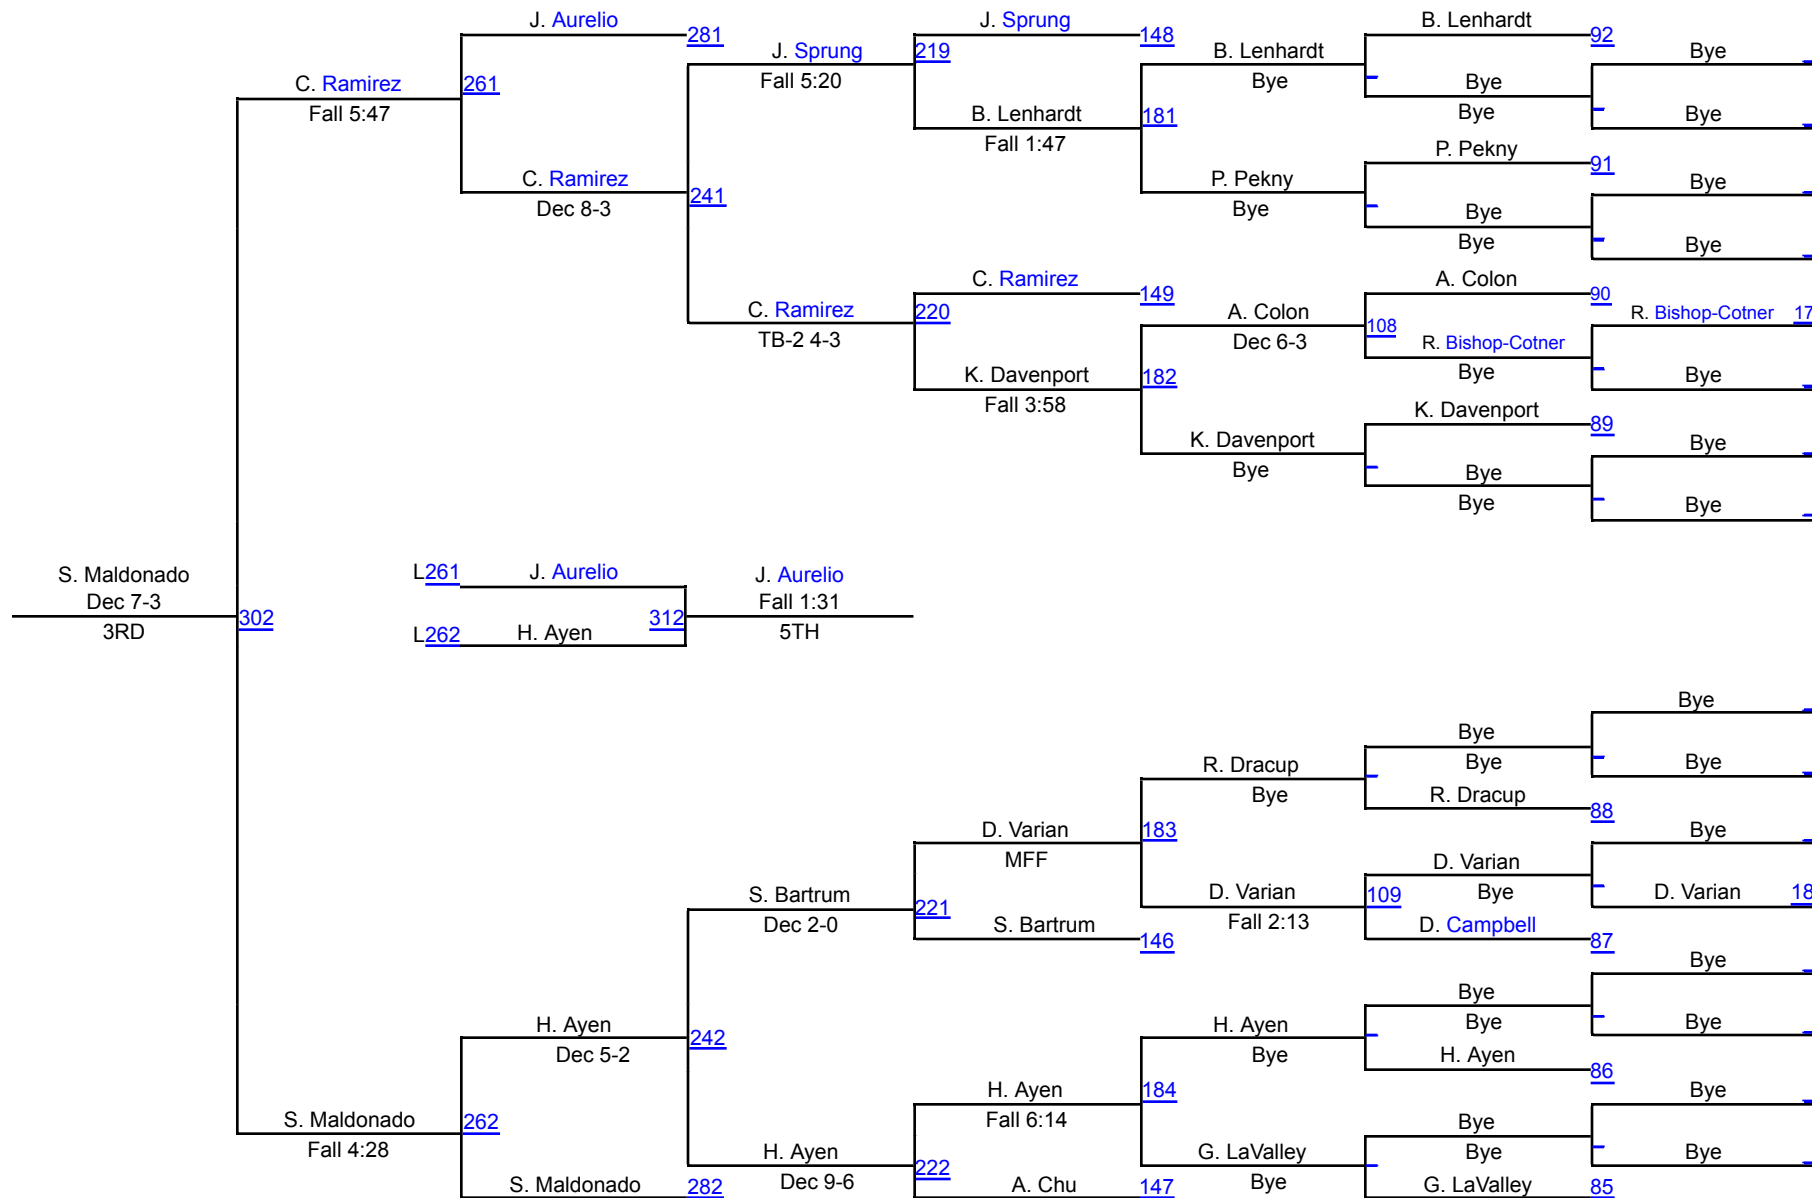 J. Aurelio
281
J. Sprung
148
B. Lenhardt
92
C. Ramirez
261
Fall 5:47
J. Sprung
219
Fall 5:20
B. Lenhardt
Bye
Bye
Bye
Bye
Bye
B. Lenhardt
181
Fall 1:47
P. Pekny
91
C. Ramirez
241
Dec 8-3
P. Pekny
Bye
Bye
Bye
Bye
Bye
C. Ramirez
149
A. Colon
90
C. Ramirez
220
TB-2 4-3
A. Colon
108
Dec 6-3
R. Bishop-Cotner
17
R. Bishop-Cotner
Bye
Bye
K. Davenport
182
Fall 3:58
K. Davenport
89
K. Davenport
Bye
Bye
Bye
Bye
Bye
S. Maldonado
Dec 7-3
302
3RD
L261
J. Aurelio
312
L262
H. Ayen
J. Aurelio
Fall 1:31
5TH
Bye
Bye
Bye
Bye
R. Dracup
Bye
R. Dracup
88
D. Varian
183
MFF
Bye
D. Varian
Bye
D. Varian
18
S. Bartrum
221
Dec 2-0
D. Varian
109
Fall 2:13
D. Campbell
87
S. Bartrum
146
Bye
Bye
Bye
Bye
H. Ayen
242
Dec 5-2
H. Ayen
Bye
H. Ayen
86
H. Ayen
184
Fall 6:14
Bye
S. Maldonado
262
Fall 4:28
Bye
Bye
Bye
H. Ayen
222
Dec 9-6
G. LaValley
Bye
S. Maldonado
282
A. Chu
147
G. LaValley
85